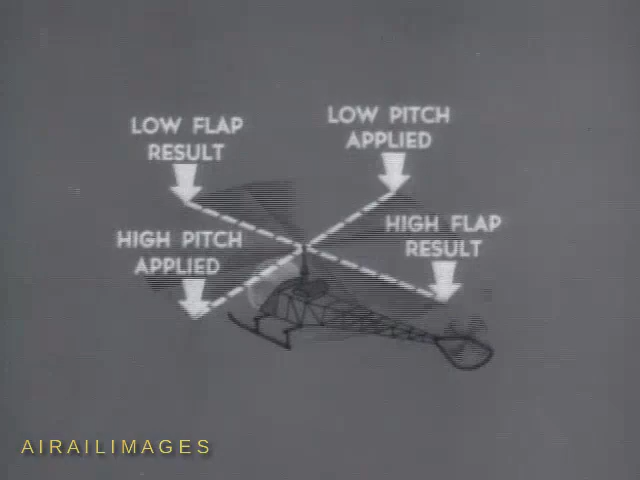 LOW FLAP
RESULT
LOW PITCH
APPLIED
HIGH PITCH
APPLIED
HIGH FLAP
RESULT
AIRAILIMAGES